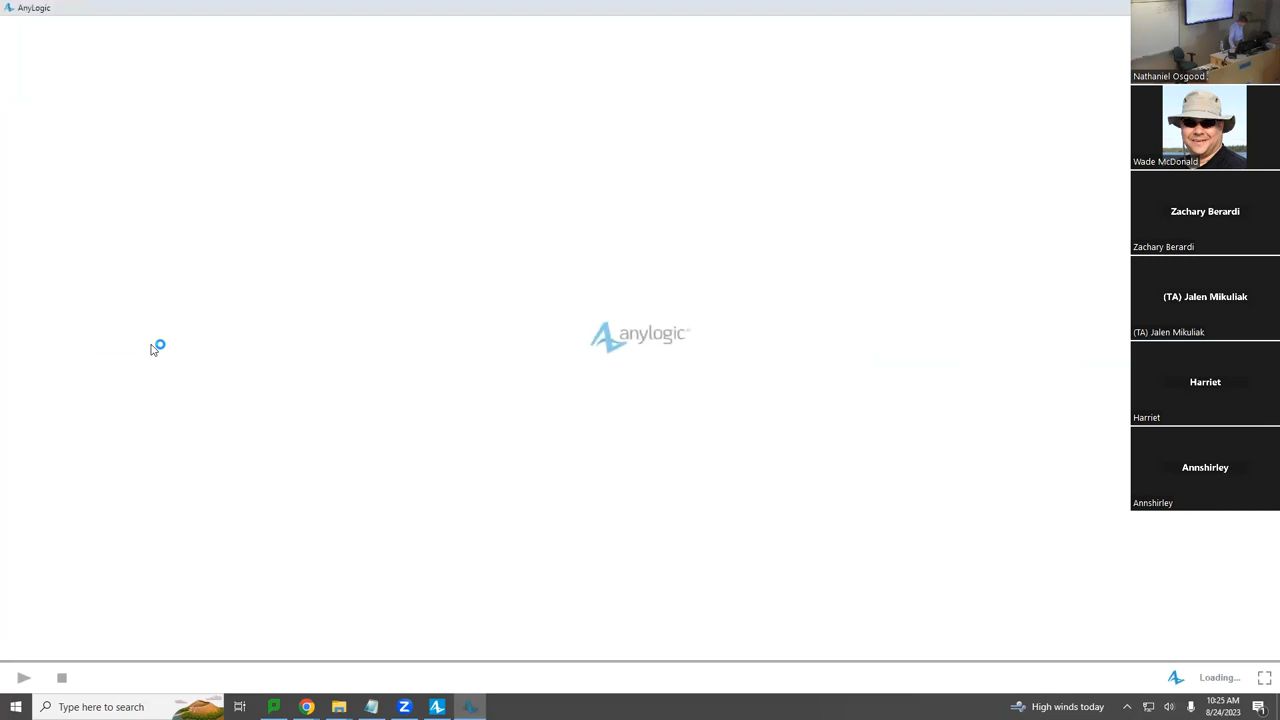 AnyLogic
Nathaniel Osgood
Wade McDonald
Zachary Berardi
Zachary Berardi
(TA) Jalen Mikuliak
(TA) Jalen Mikuliak
Harriet
Harriet
Annshirley
Annshirley
anylogic
Loading...
Type here to search
High winds today
10:25 AM
8/24/2023
1